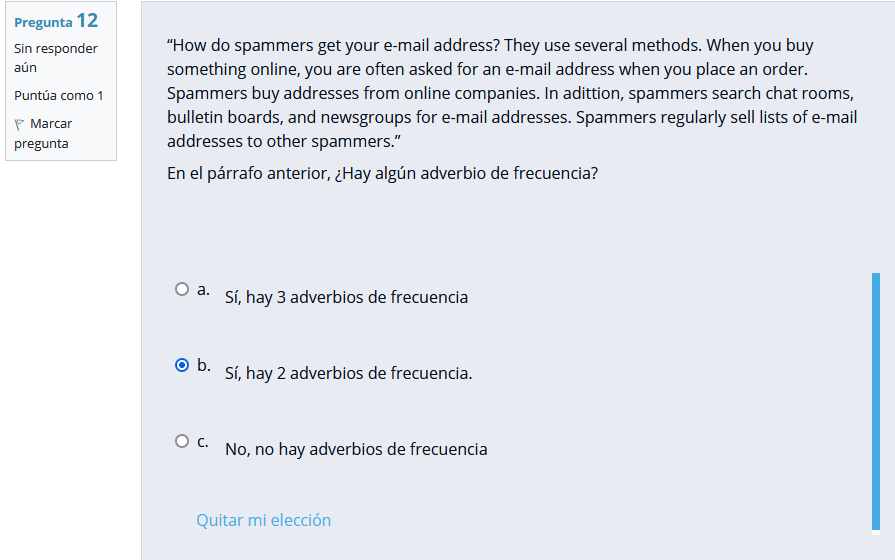 Pregunta 12
Sin responder
aún
Puntúa como 1
Marcar
pregunta
“How do spammers get your e-mail address? They use several methods. When you buy
something online, you are often asked for an e-mail address when you place an order.
Spammers buy addresses from online companies. In adittion, spammers search chat rooms,
bulletin boards, and newsgroups for e-mail addresses. Spammers regularly sell lists of e-mail
addresses to other spammers.”
En el párrafo anterior, ¿Hay algún adverbio de frecuencia?
a. Sí, hay 3 adverbios de frecuencia
b. Sí, hay 2 adverbios de frecuencia.
c. No, no hay adverbios de frecuencia
Quitar mi elección